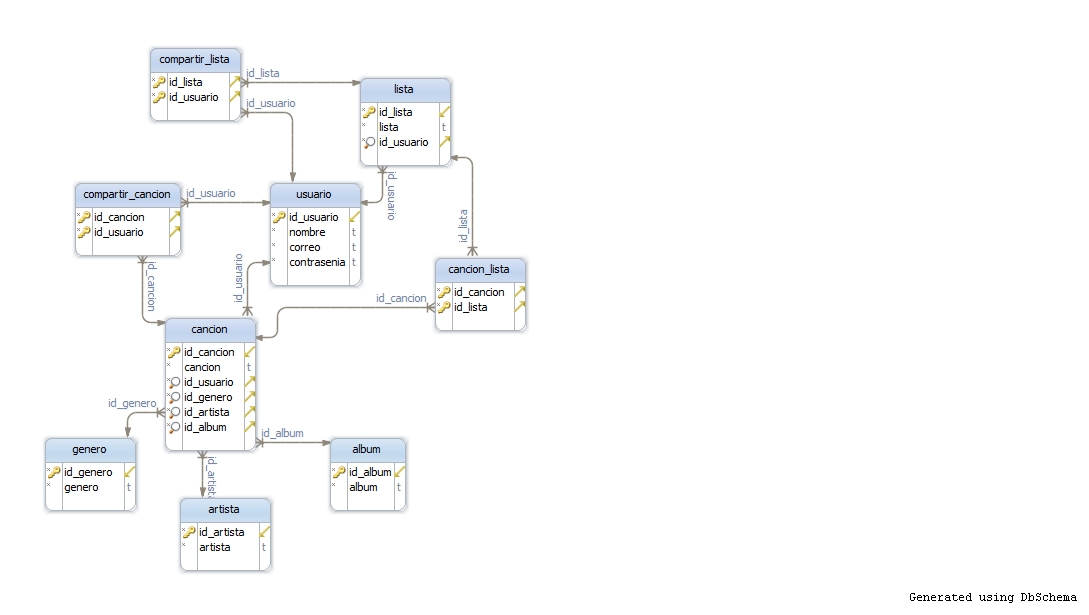 compartir_lista
id_lista
id_usuario
id_lista
id_usuario
lista
id_lista
lista t
id_usuario
id_usuario
compartir_cancion
id_cancion
id_usuario
id_usuario
id_cancion
usuario
id_usuario
nombre t
correo t
contrasenia t
id_usuario
id_lista
cancion_lista
id_cancion
id_lista
id_cancion
cancion
id_cancion
cancion t
id_usuario
id_genero
id_artista
id_album
id_genero
id_album
id_artista
genero
id_genero
genero t
album
id_album
album t
artista
id_artista
artista t
Generated using DbSchema